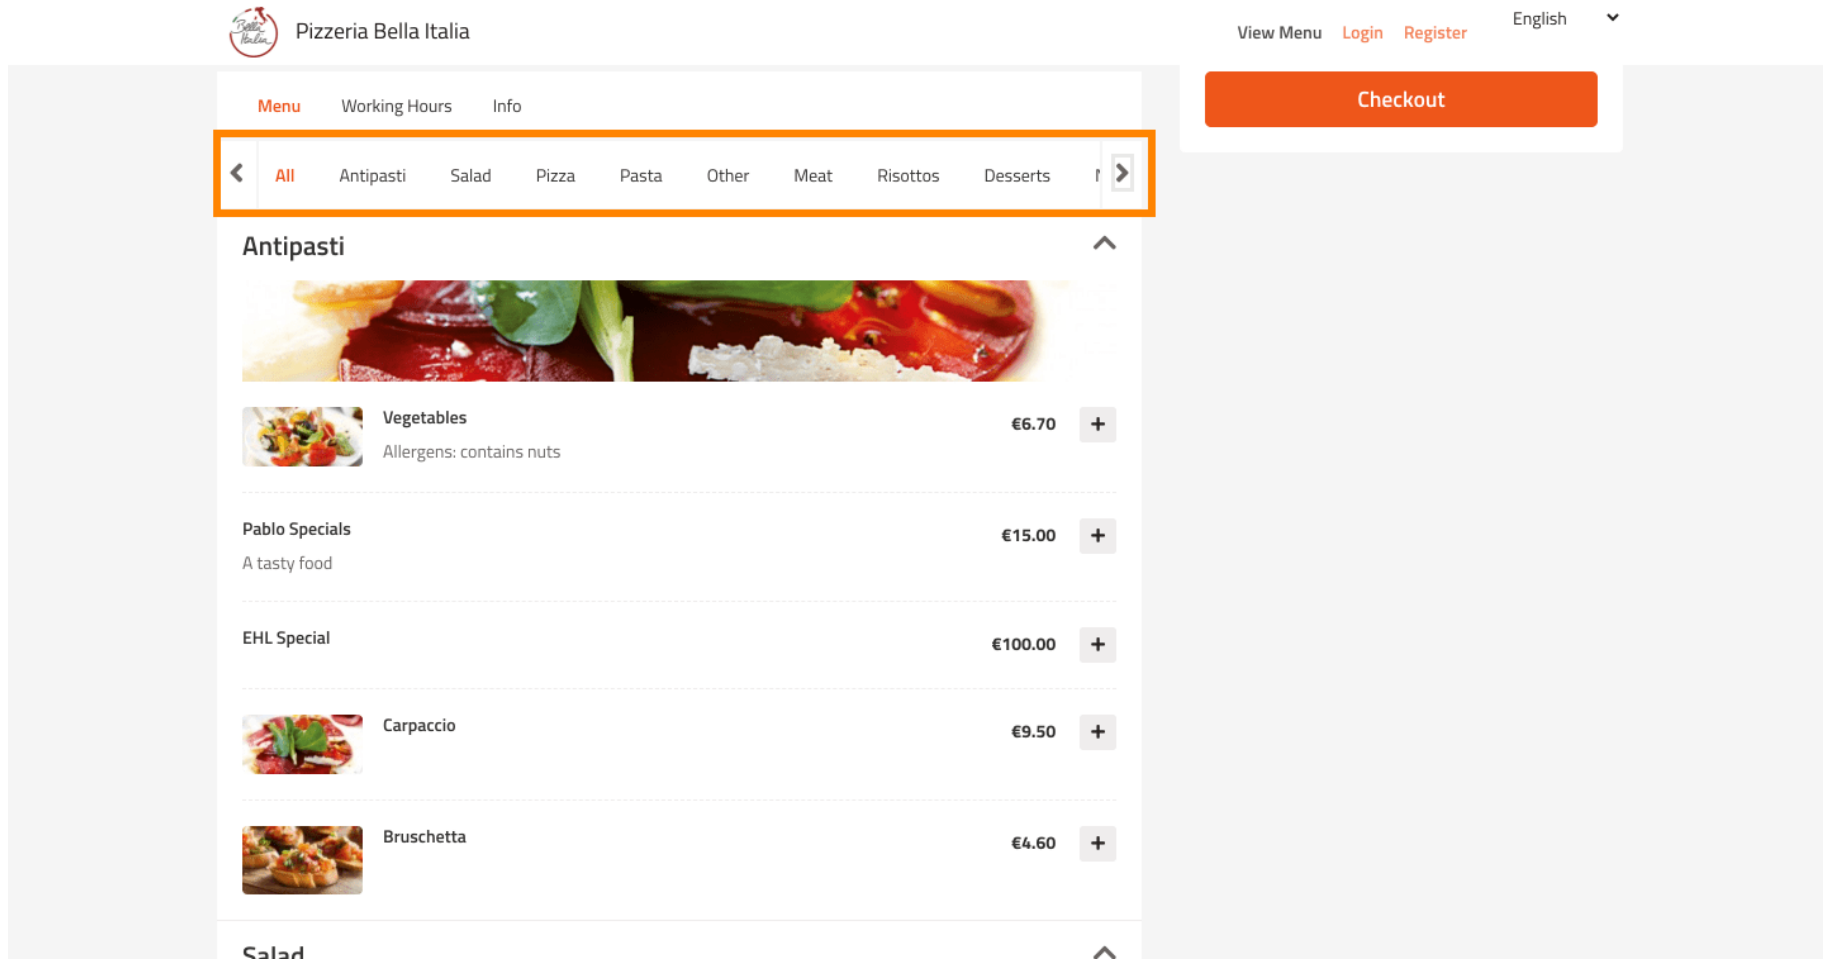 Bella Italia
Pizzeria Bella Italia
View Menu Login Register English
Checkout
Menu Working Hours Info
All Antipasti Salad Pizza Pasta Other Meat Risottos Desserts
Antipasti
Vegetables €6.70 +
Allergens: contains nuts
Pablo Specials €15.00 +
A tasty food
EHL Special €100.00 +
Carpaccio €9.50 +
Bruschetta €4.60 +
Salad